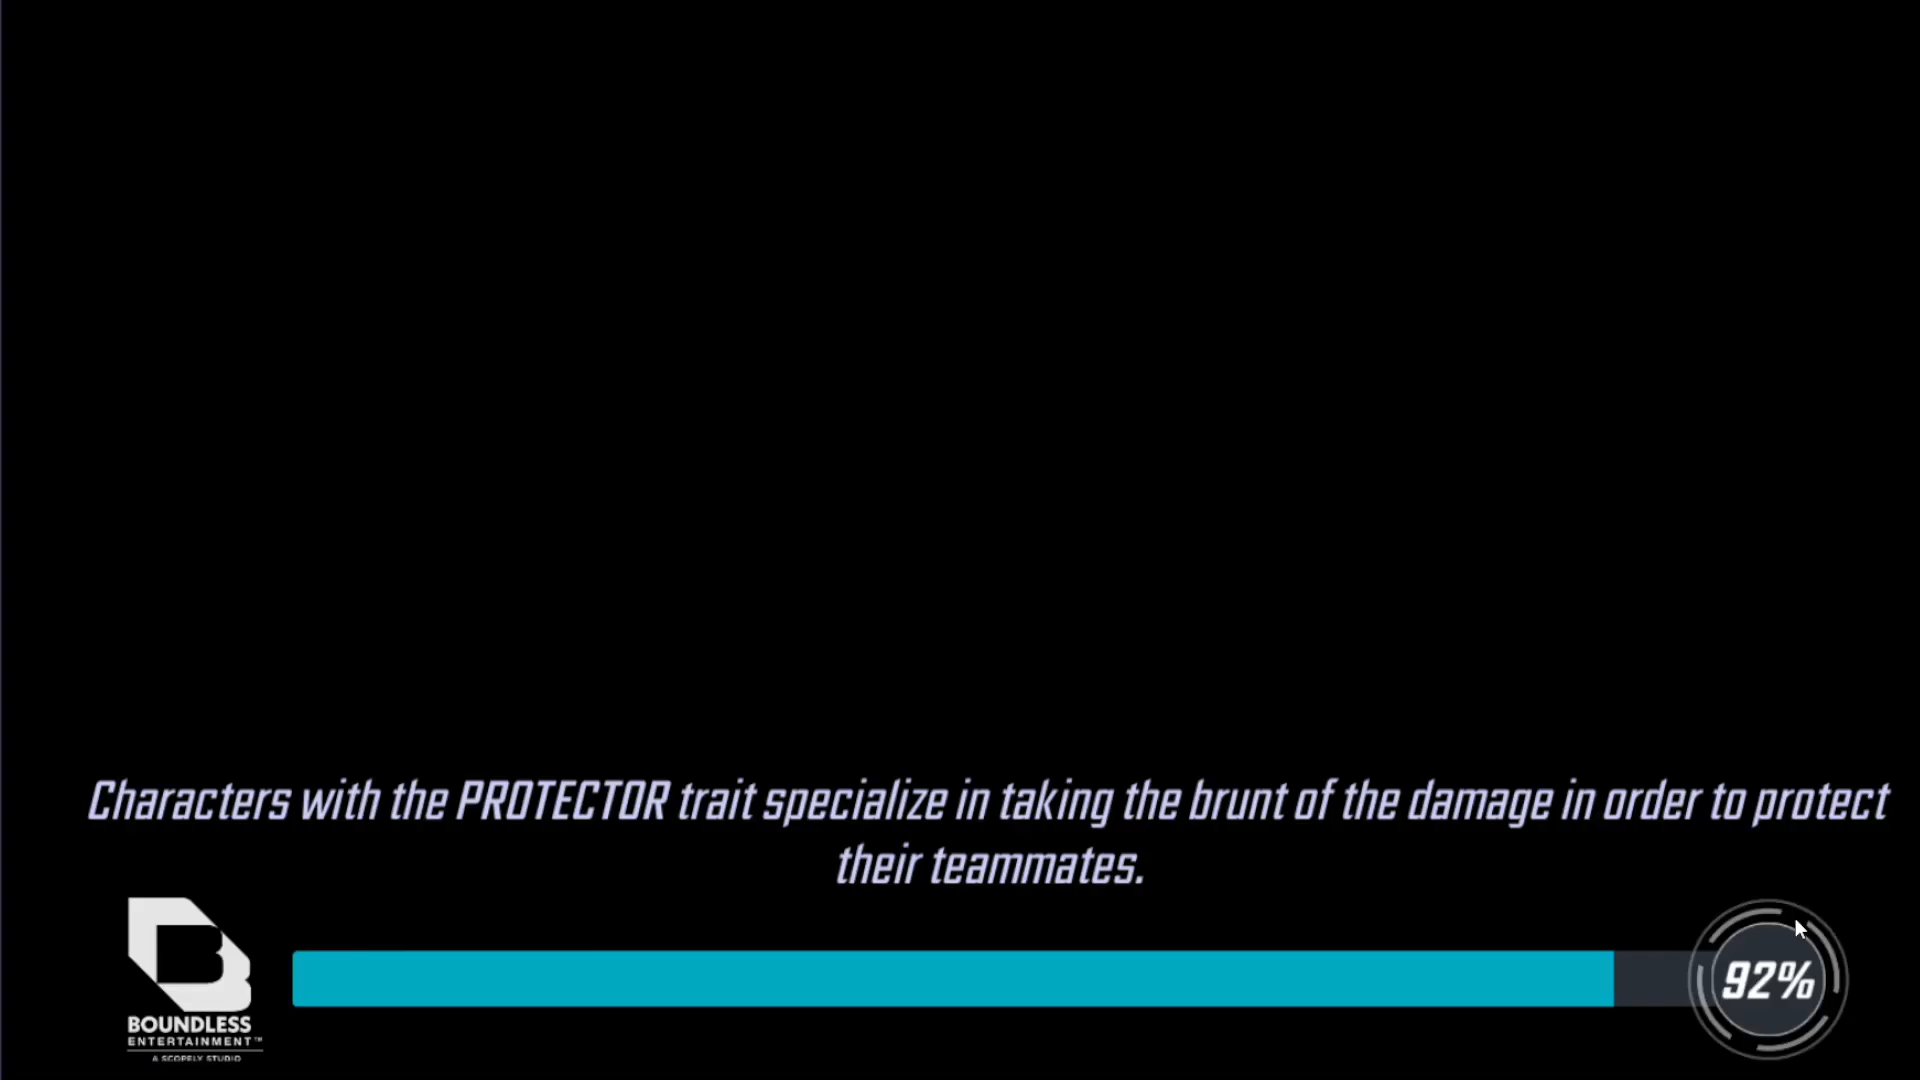 Characters with the PROTECTOR trait specialize in taking the brunt of the damage in order to protect
their teammates.
92%
BOUNDLESS
ENTERTAINMENT™
A SCOPELY STUDIO